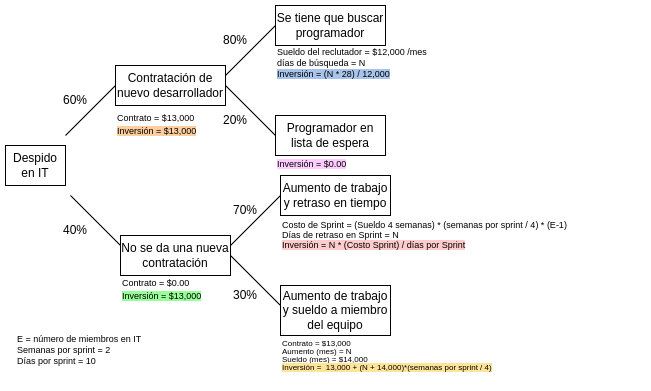 Se tiene que buscar
programador
80%
Sueldo del reclutador = $12,000 /mes
días de búsqueda = N
Inversión = (N * 28) / 12,000
Contratación de
nuevo desarrollador
60%
Contrato = $13,000
Inversión = $13,000
20%
Programador en
lista de espera
Inversión = $0.00
Despido
en IT
Aumento de trabajo
y retraso en tiempo
70%
Costo de Sprint = (Sueldo 4 semanas) * (semanas por sprint / 4) * (E-1)
Días de retraso en Sprint = N
Inversión = N * (Costo Sprint) / días por Sprint
40%
No se da una nueva
contratación
Contrato = $0.00
Inversión = $13,000
30%
Aumento de trabajo
y sueldo a miembro
del equipo
Contrato = $13,000
Aumento (mes) = N
Sueldo (mes) = $14,000
Inversión = 13,000 + (N + 14,000)*(semanas por sprint / 4)
E = número de miembros en IT
Semanas por sprint = 2
Días por sprint = 10